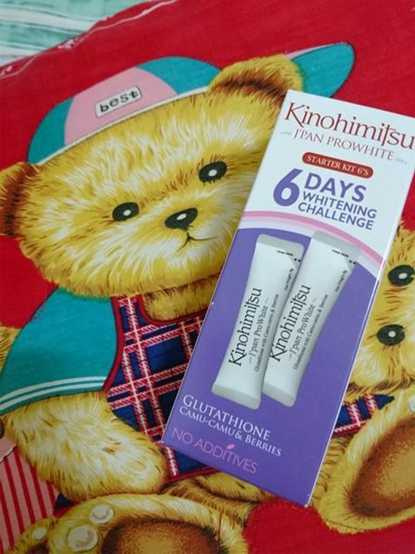 best
Kinohimitsu
J'PAN PROWHITE
STARTER KIT 6'S
6 DAYS
WHITENING
CHALLENGE
Kinohimitsu
J'pan ProWhite
Kinohimitsu
J'pan ProWhite
GLUTATHIONE
CAMU-CAMU & BERRIES
NO ADDITIVES